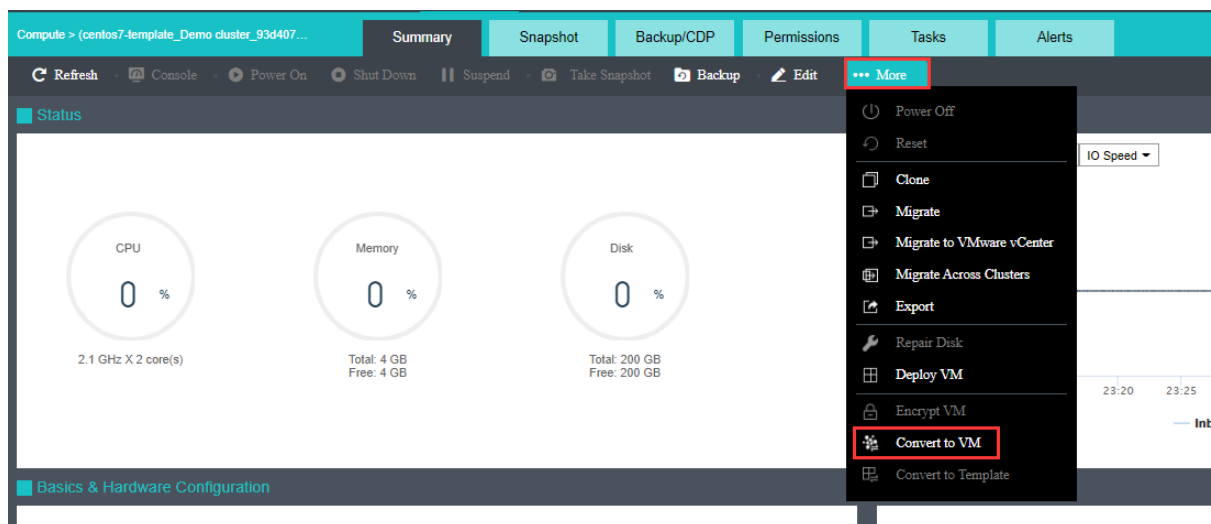 Compute > (centos7-template_Demo cluster_93d407...
Summary
Snapshot
Backup/CDP
Permissions
Tasks
Alerts
Refresh
Console
Power On
Shut Down
Suspend
Take Snapshot
Backup
Edit
More
Status
Power Off
Reset
Clone
Migrate
Migrate to VMware vCenter
Migrate Across Clusters
Export
Repair Disk
Deploy VM
Encrypt VM
Convert to VM
Convert to Template
IO Speed
CPU
0 %
2.1 GHz X 2 core(s)
Memory
0 %
Total: 4 GB
Free: 4 GB
Disk
0 %
Total: 200 GB
Free: 200 GB
23:20
23:25
Basics & Hardware Configuration